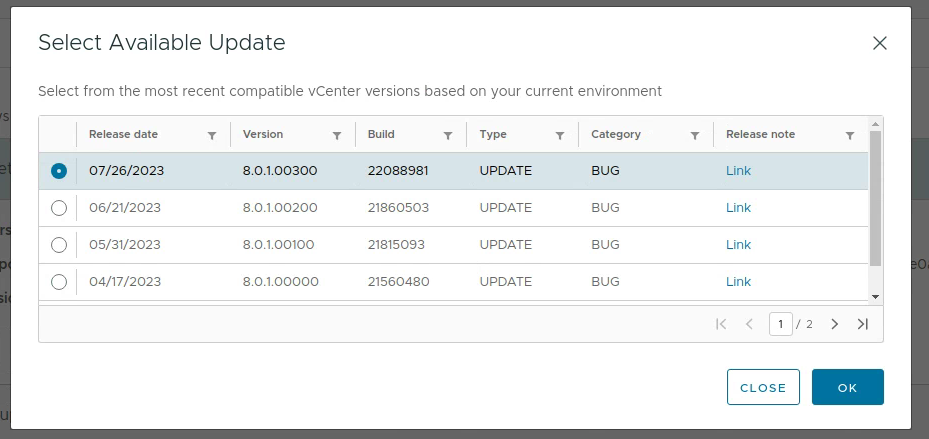 Select Available Update
Select from the most recent compatible vCenter versions based on your current environment
Release date Version Build Type Category Release note
07/26/2023 8.0.1.00300 22088981 UPDATE BUG Link
06/21/2023 8.0.1.00200 21860503 UPDATE BUG Link
05/31/2023 8.0.1.00100 21815093 UPDATE BUG Link
04/17/2023 8.0.1.00000 21560480 UPDATE BUG Link
1 / 2
CLOSE OK